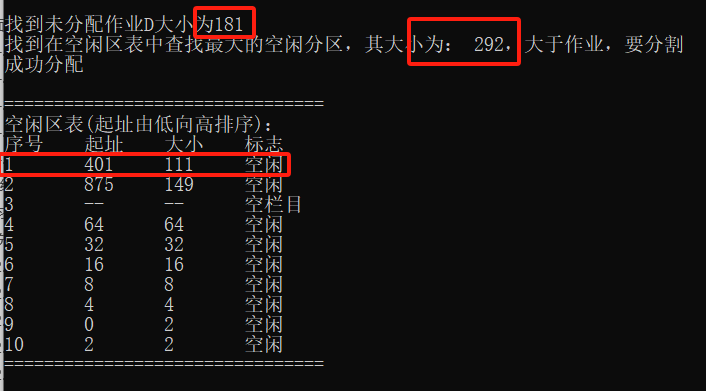 找到未分配作业D大小为181
找到在空闲区表中查找最大的空闲分区，其大小为： 292，大于作业，要分割
成功分配
================================
空闲区表(起址由低向高排序)：
序号 起址 大小 标志
1 401 111 空闲
2 875 149 空闲
3 -- -- 空栏目
4 64 64 空闲
5 32 32 空闲
6 16 16 空闲
7 8 8 空闲
8 4 4 空闲
9 0 2 空闲
10 2 2 空闲
================================